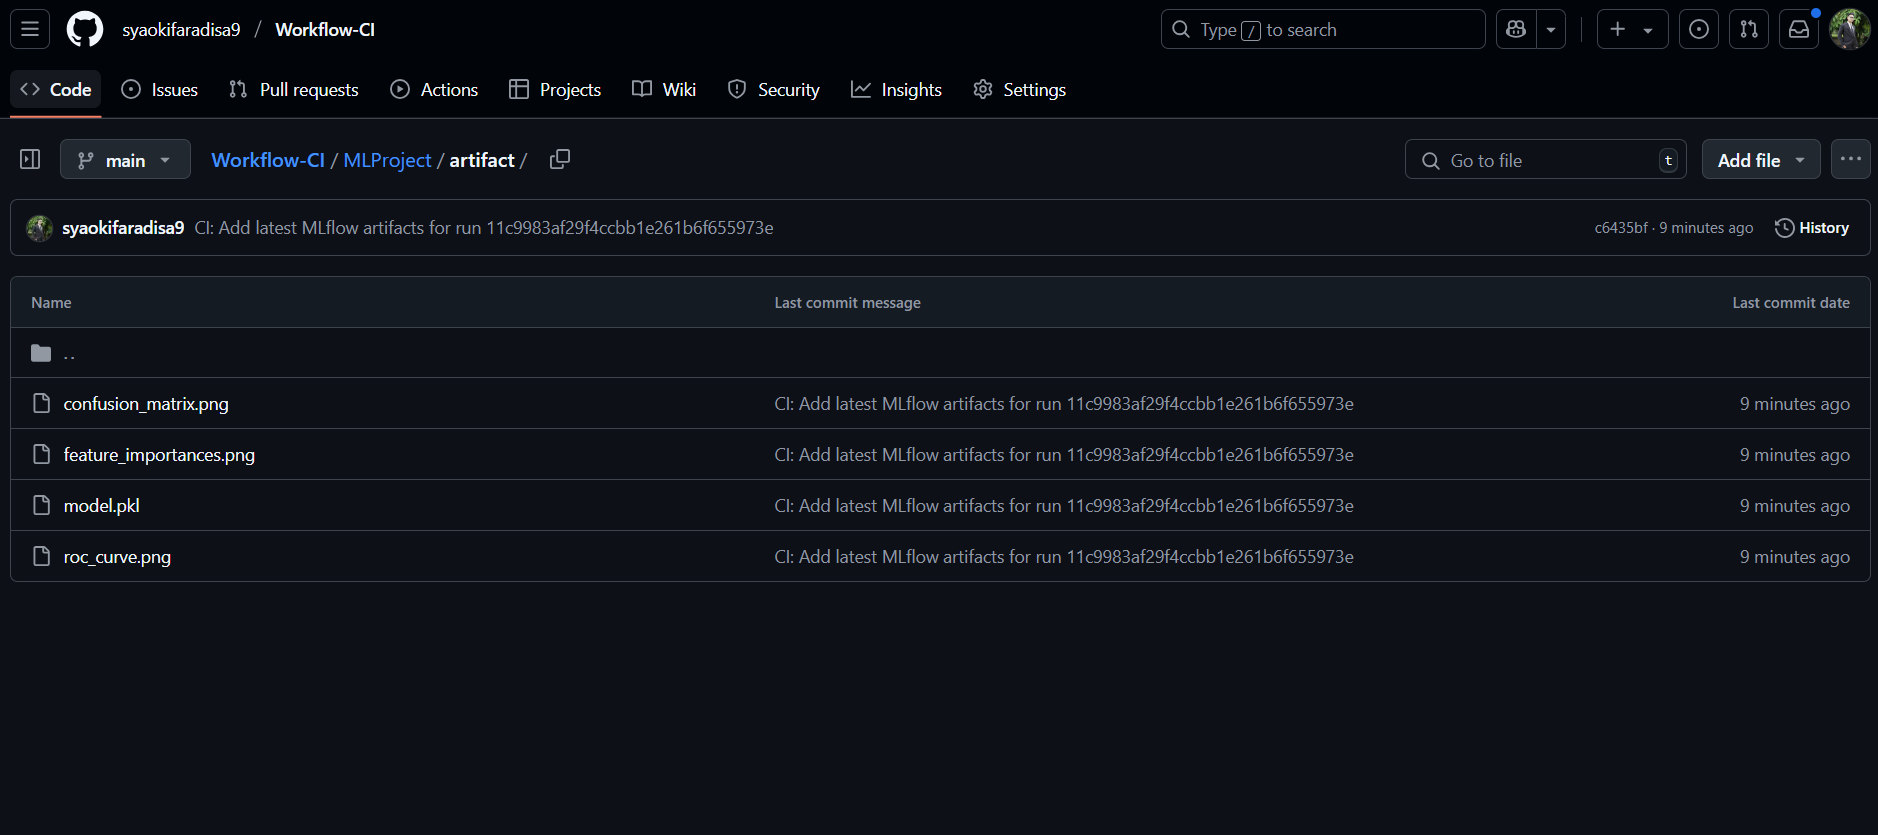 syaokifaradisa9 / Workflow-CI
Type / to search
Code Issues Pull requests Actions Projects Wiki Security Insights Settings
main Workflow-CI / MLProject / artifact /
Go to file t
Add file
syaokifaradisa9 CI: Add latest MLflow artifacts for run 11c9983af29f4ccbb1e261b6f655973e c6435bf · 9 minutes ago History
Name Last commit message Last commit date
..
confusion_matrix.png CI: Add latest MLflow artifacts for run 11c9983af29f4ccbb1e261b6f655973e 9 minutes ago
feature_importances.png CI: Add latest MLflow artifacts for run 11c9983af29f4ccbb1e261b6f655973e 9 minutes ago
model.pkl CI: Add latest MLflow artifacts for run 11c9983af29f4ccbb1e261b6f655973e 9 minutes ago
roc_curve.png CI: Add latest MLflow artifacts for run 11c9983af29f4ccbb1e261b6f655973e 9 minutes ago